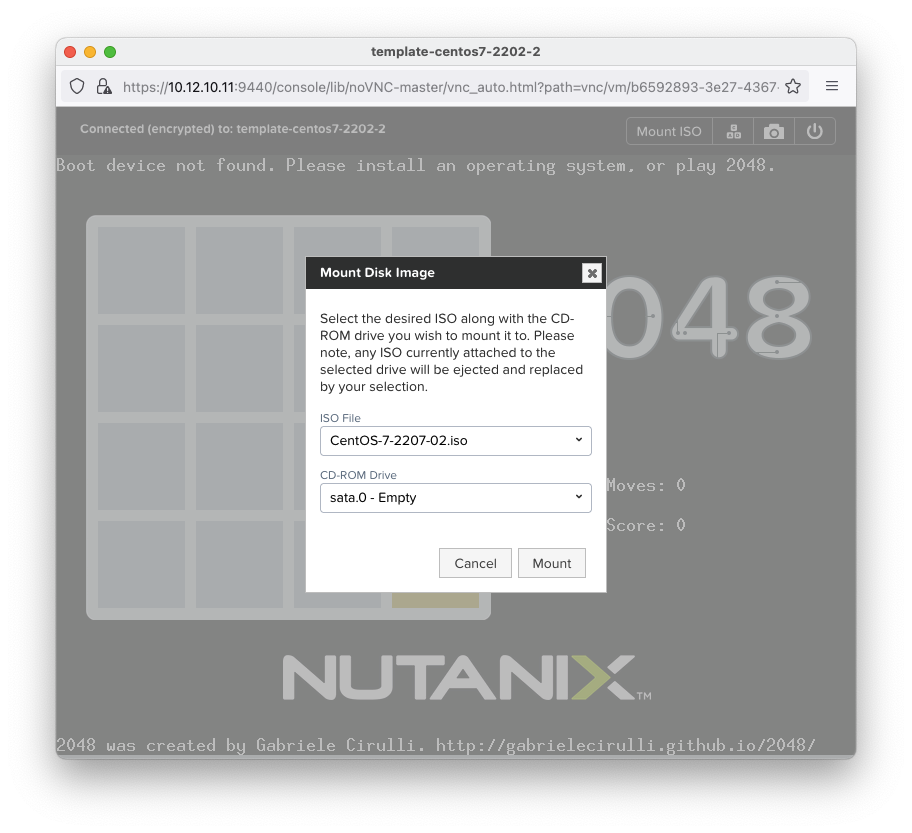 template-centos7-2202-2
https://10.12.10.11:9440/console/lib/noVNC-master/vnc_auto.html?path=vnc/vm/b6592893-3e27-4367-
Connected (encrypted) to: template-centos7-2202-2
Mount ISO
Boot device not found. Please install an operating system, or play 2048.
048
Mount Disk Image
Select the desired ISO along with the CD-
ROM drive you wish to mount it to. Please
note, any ISO currently attached to the
selected drive will be ejected and replaced
by your selection.
ISO File
CentOS-7-2207-02.iso
CD-ROM Drive
sata.0 - Empty
Moves: 0
Score: 0
Cancel
Mount
NUTANIX™
2048 was created by Gabriele Cirulli. http://gabrielecirulli.github.io/2048/